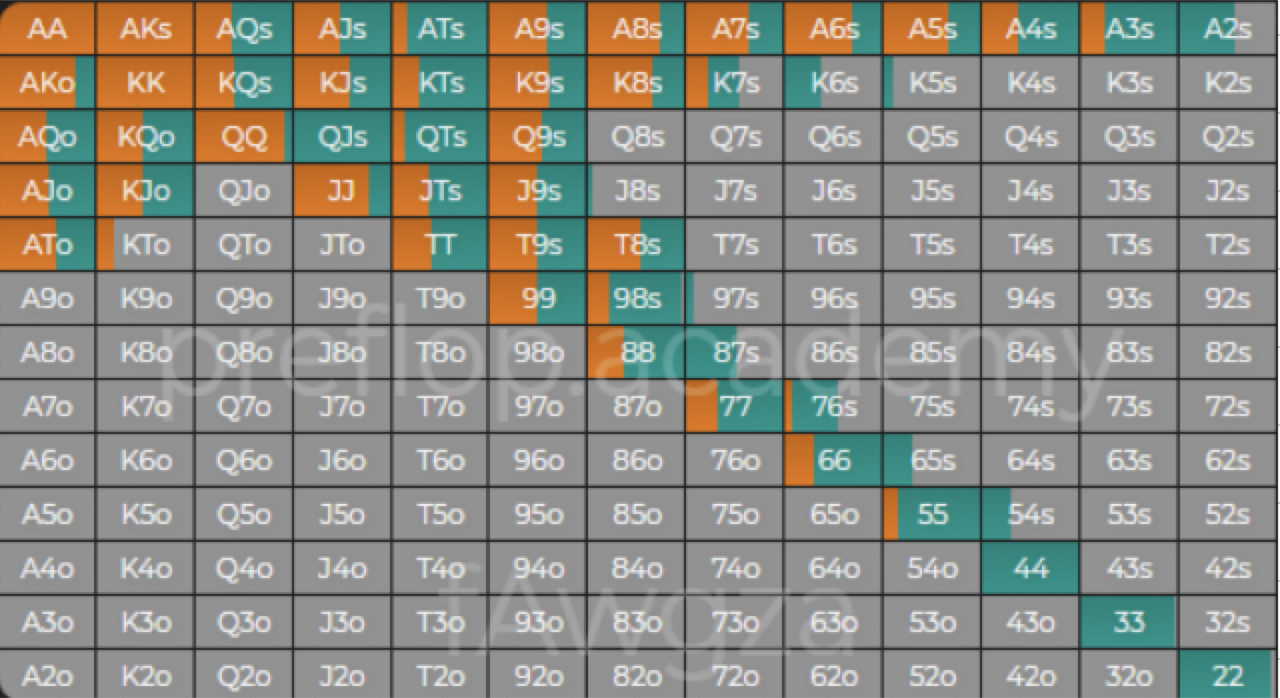 AA AKs AQs AJs ATs A9s A8s A7s A6s A5s A4s A3s A2s
AKo KK KQs KJs KTs K9s K8s K7s K6s K5s K4s K3s K2s
AQo KQo QQ QJs QTs Q9s Q8s Q7s Q6s Q5s Q4s Q3s Q2s
AJo KJo QJo JJ JTs J9s J8s J7s J6s J5s J4s J3s J2s
ATo KTo QTo JTo TT T9s T8s T7s T6s T5s T4s T3s T2s
A9o K9o Q9o J9o T9o 99 98s 97s 96s 95s 94s 93s 92s
preflop.academy
A8o K8o Q8o J8o T8o 98o 88 87s 86s 85s 84s 83s 82s
A7o K7o Q7o J7o T7o 97o 87o 77 76s 75s 74s 73s 72s
A6o K6o Q6o J6o T6o 96o 86o 76o 66 65s 64s 63s 62s
A5o K5o Q5o J5o T5o 95o 85o 75o 65o 55 54s 53s 52s
A4o K4o Q4o J4o T4o 94o 84o 74o 64o 54o 44 43s 42s
fAwgza
A3o K3o Q3o J3o T3o 93o 83o 73o 63o 53o 43o 33 32s
A2o K2o Q2o J2o T2o 92o 82o 72o 62o 52o 42o 32o 22